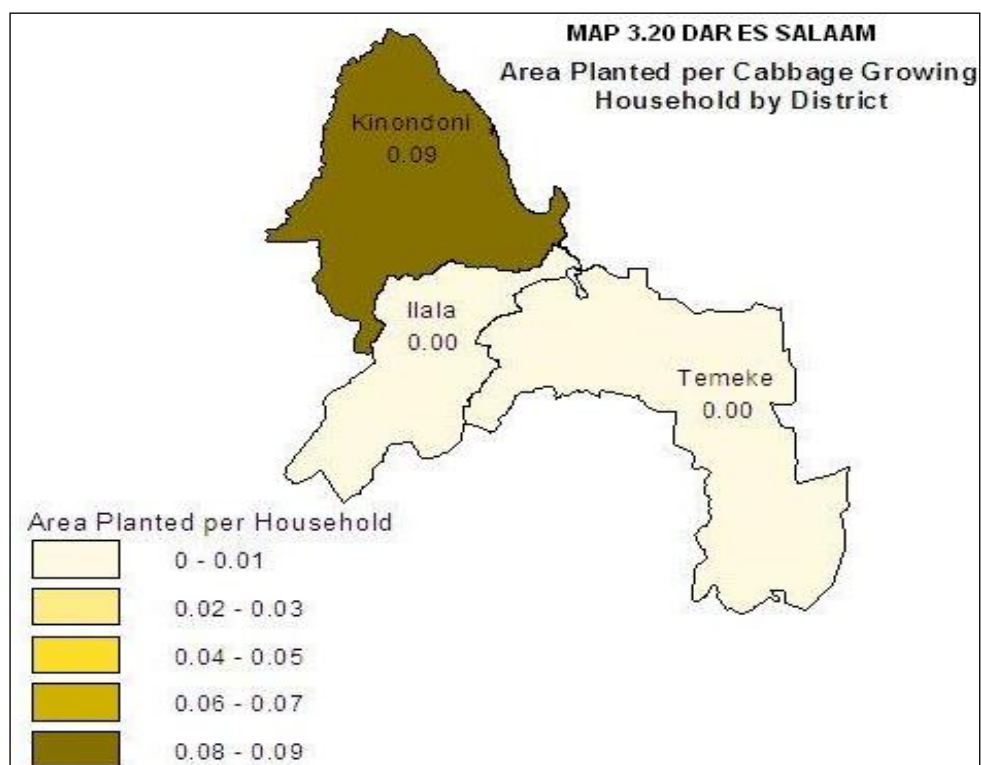 MAP 3.20 DAR ES SALAAM
Area Planted per Cabbage Growing
Household by District
Kinondoni
0.09
Ilala
0.00
Temeke
0.00
Area Planted per Household
0 - 0.01
0.02 - 0.03
0.04 - 0.05
0.06 - 0.07
0.08 - 0.09